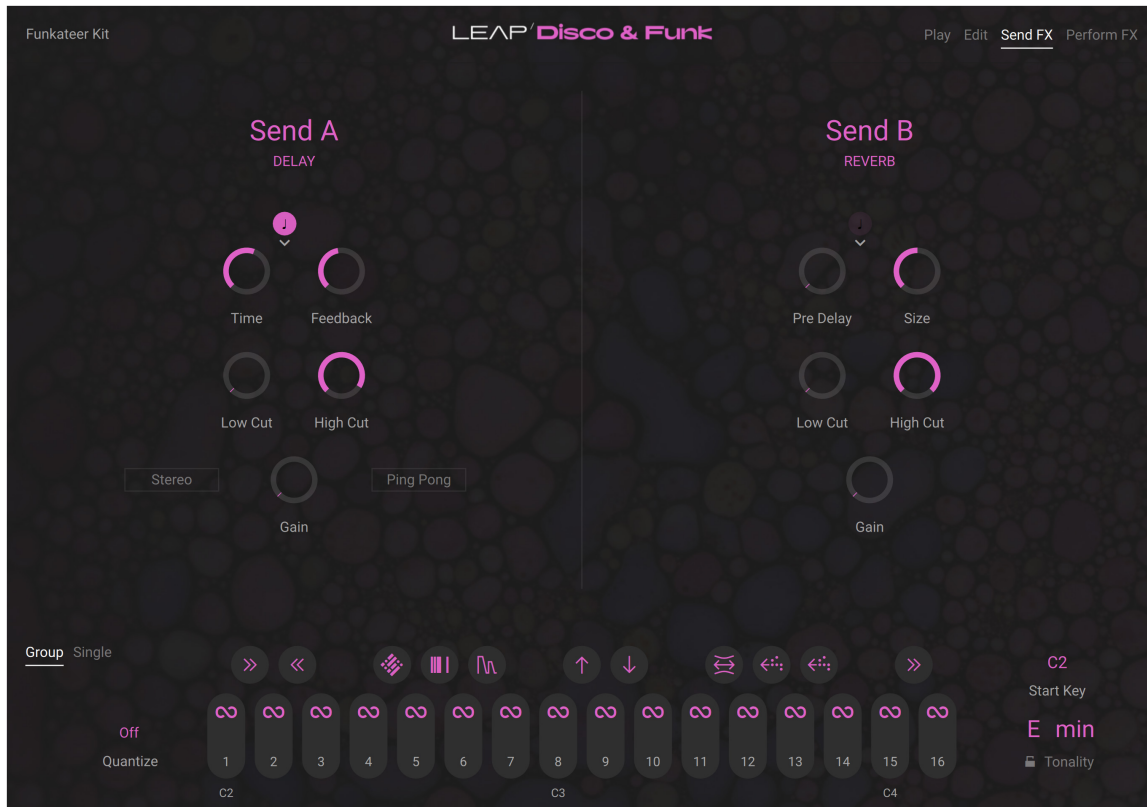 Funkateer Kit
LEAP' Disco & Funk
Play Edit Send FX Perform FX
Send A
DELAY
Time Feedback
Low Cut High Cut
Stereo Ping Pong
Gain
Send B
REVERB
Pre Delay Size
Low Cut High Cut
Gain
Group Single
C2
Start Key
Off
Quantize
E min
Tonality
1 2 3 4 5 6 7 8 9 10 11 12 13 14 15 16
C2 C3 C4